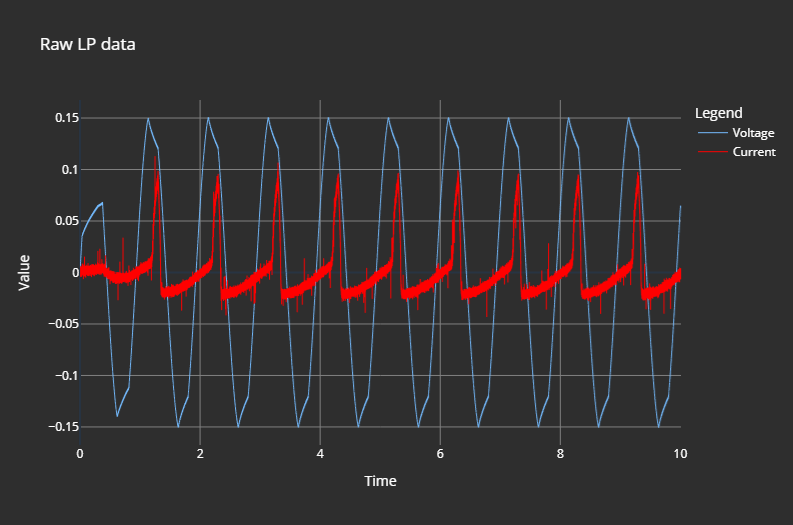 Raw LP data
Legend
Voltage
Current
Value
0.15
0.1
0.05
0
−0.05
−0.1
−0.15
0 2 4 6 8 10
Time